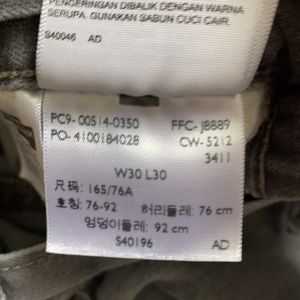 PENGERINGAN DIBALIK DENGAN WARNA
SERUPA. GUNAKAN SABUN CUCI CAIR.
S40046 AD
PC9- 00514-0350 FFC- J8889
PO- 4100184028 CW- 5212
3411
W30 L30
尺码: 165/76A
호칭: 76-92 허리둘레: 76 cm
엉덩이둘레: 92 cm
S40196 AD